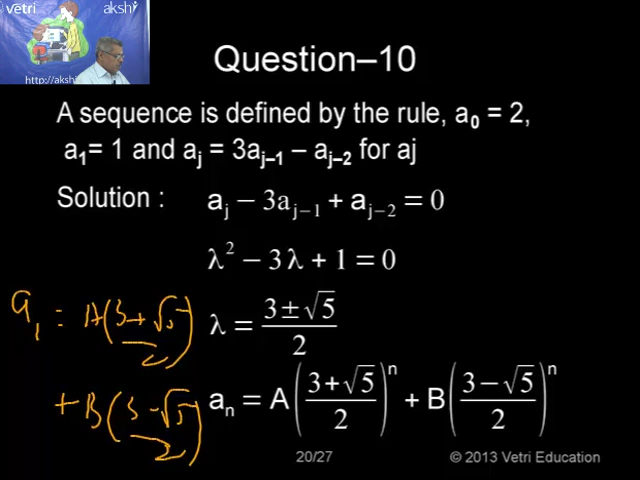 vetri akshi
http://akshi
Question–10
A sequence is defined by the rule, a₀ = 2,
a₁= 1 and aⱼ = 3aⱼ₋₁ – aⱼ₋₂ for aj
Solution : aⱼ − 3aⱼ₋₁ + aⱼ₋₂ = 0
λ² − 3λ + 1 = 0
a₁ = A(3+√5/2) λ = 3±√5/2
+ B(3−√5/2) aₙ = A(3+√5/2)ⁿ + B(3−√5/2)ⁿ
20/27 © 2013 Vetri Education